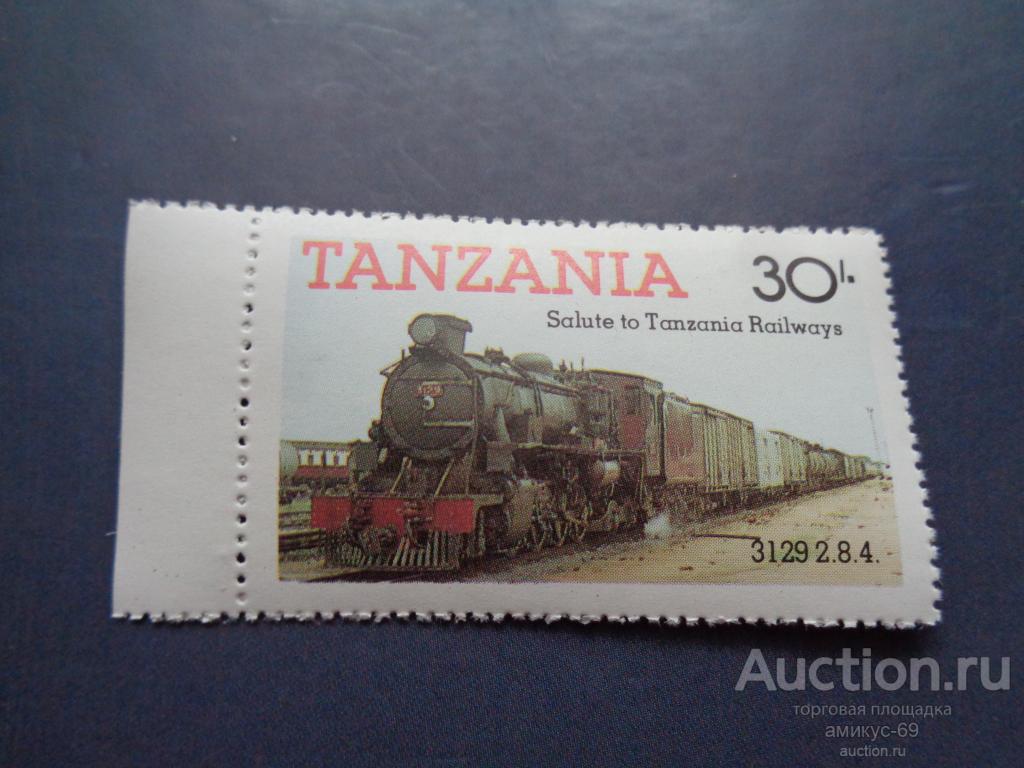 TANZANIA 30/.
Salute to Tanzania Railways
3129 2.8.4.
Auction.ru
торговая площадка
амикус-69
auction.ru